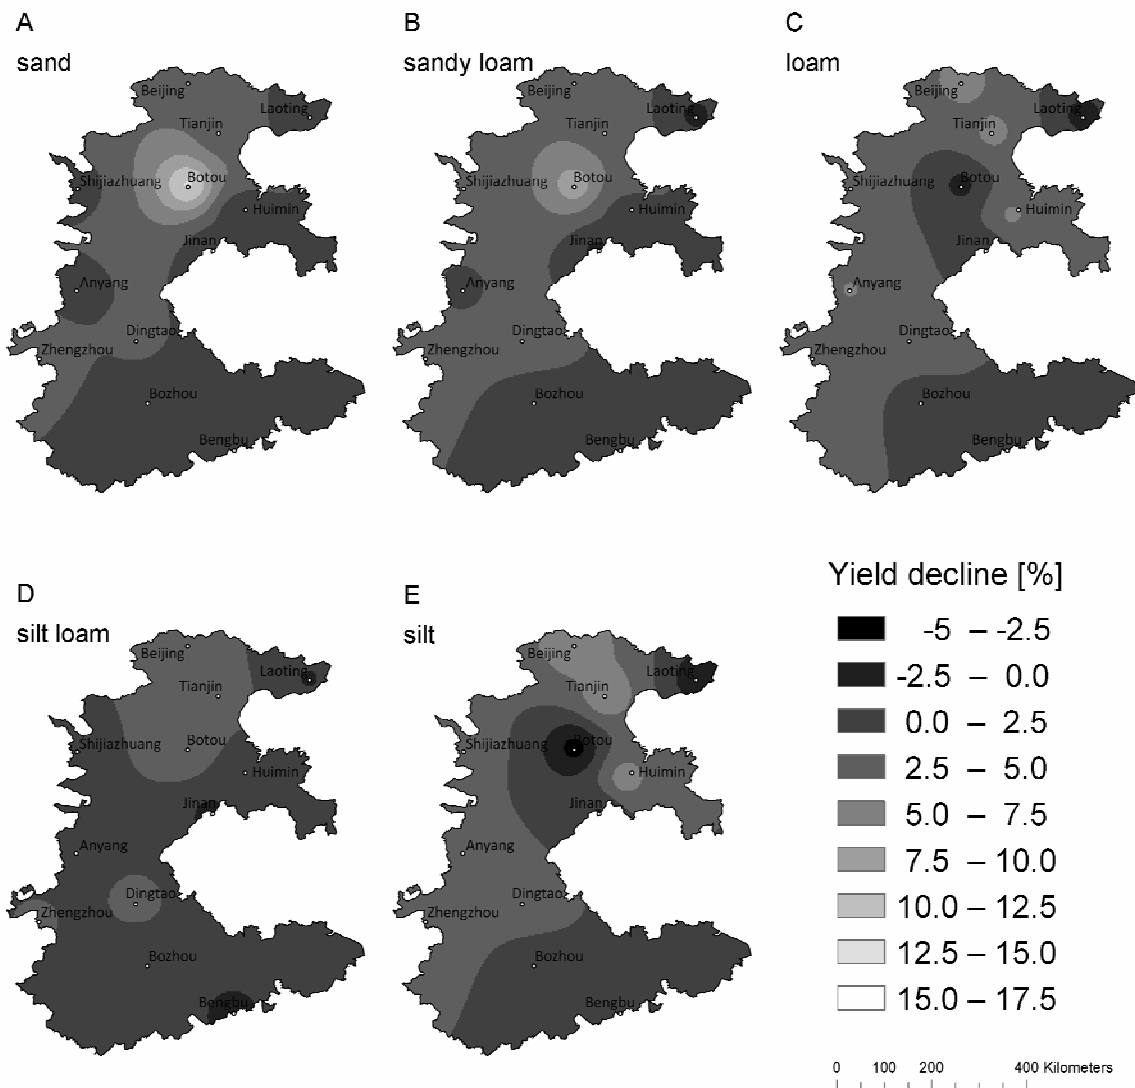 A
sand
Beijing
Laoting
Tianjin
Shijiazhuang
Botou
Huimin
Jinan
Anyang
Dingtao
Zhengzhou
Bozhou
Bengbu
B
sandy loam
Beijing
Laoting
Tianjin
Shijiazhuang
Botou
Huimin
Jinan
Anyang
Dingtao
Zhengzhou
Bozhou
Bengbu
C
loam
Beijing
Laoting
Tianjin
Shijiazhuang
Botou
Huimin
Jinan
Anyang
Dingtao
Zhengzhou
Bozhou
Bengbu
D
silt loam
Beijing
Laoting
Tianjin
Shijiazhuang
Botou
Huimin
Jinan
Anyang
Dingtao
Zhengzhou
Bozhou
Bengbu
E
silt
Beijing
Laoting
Tianjin
Shijiazhuang
Botou
Huimin
Jinan
Anyang
Dingtao
Zhengzhou
Bozhou
Bengbu
Yield decline [%]
-5 – -2.5
-2.5 – 0.0
0.0 – 2.5
2.5 – 5.0
5.0 – 7.5
7.5 – 10.0
10.0 – 12.5
12.5 – 15.0
15.0 – 17.5
0 100 200 400 Kilometers